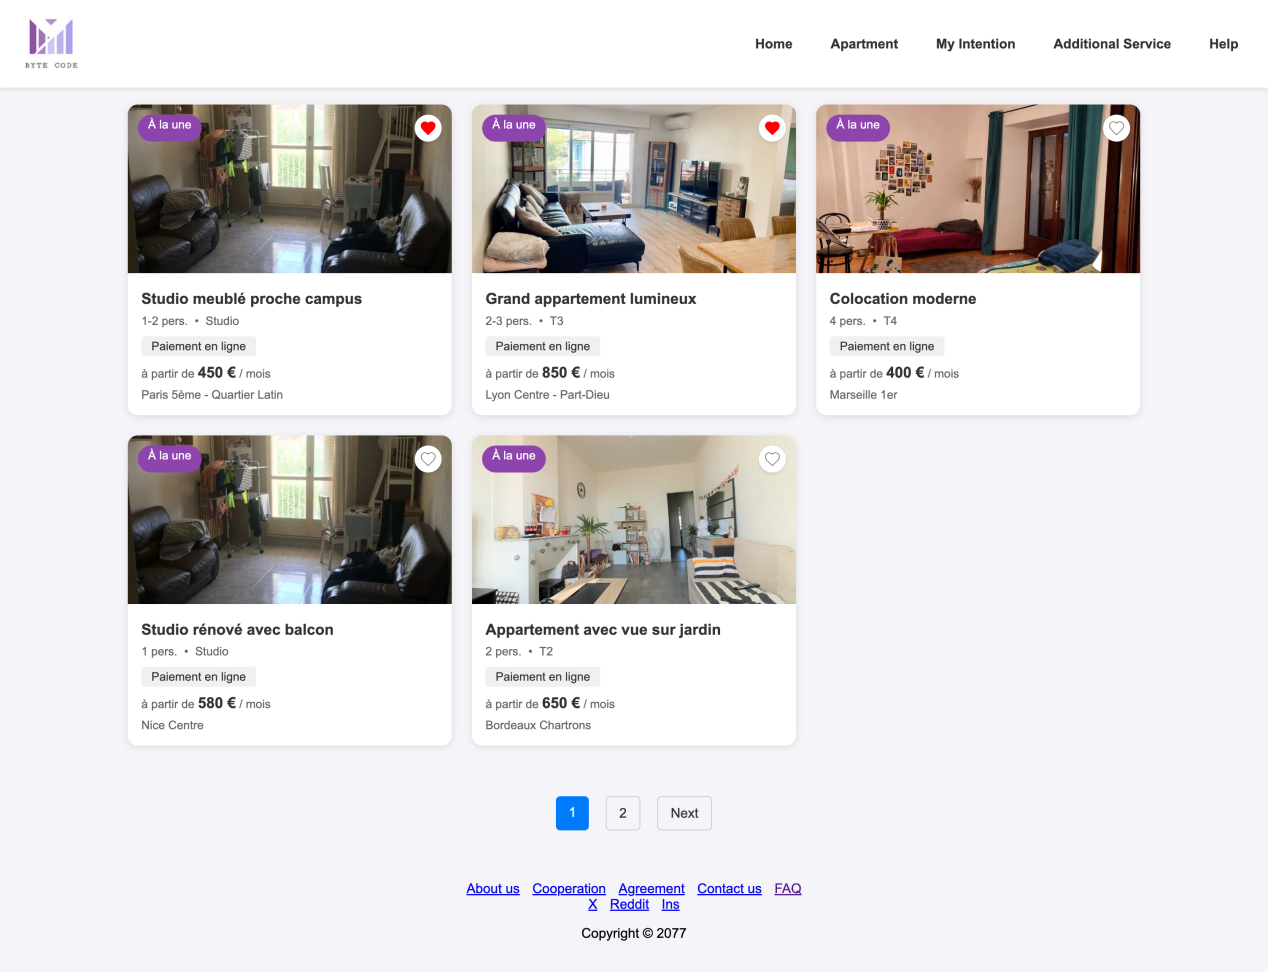 BYTE CODE
Home Apartment My Intention Additional Service Help
À la une
Studio meublé proche campus
1-2 pers. • Studio
Paiement en ligne
à partir de 450 € / mois
Paris 5ème - Quartier Latin
À la une
Grand appartement lumineux
2-3 pers. • T3
Paiement en ligne
à partir de 850 € / mois
Lyon Centre - Part-Dieu
À la une
Colocation moderne
4 pers. • T4
Paiement en ligne
à partir de 400 € / mois
Marseille 1er
À la une
Studio rénové avec balcon
1 pers. • Studio
Paiement en ligne
à partir de 580 € / mois
Nice Centre
À la une
Appartement avec vue sur jardin
2 pers. • T2
Paiement en ligne
à partir de 650 € / mois
Bordeaux Chartrons
1 2 Next
About us Cooperation Agreement Contact us FAQ
X Reddit Ins
Copyright © 2077